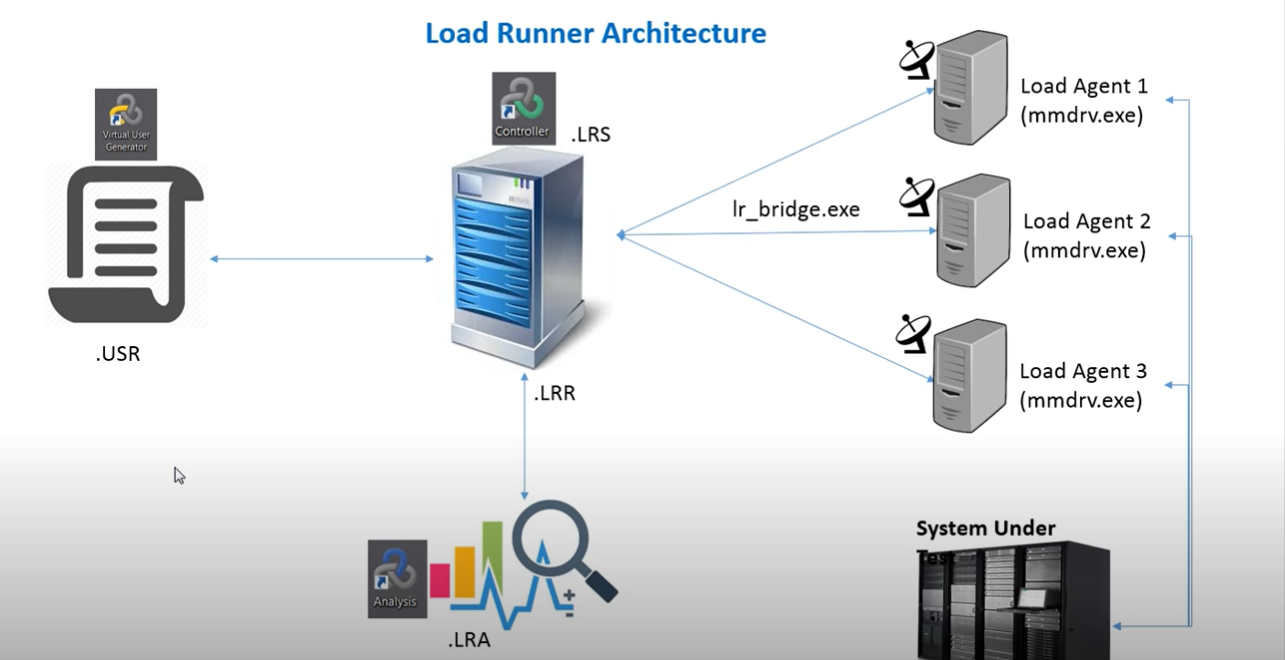 Load Runner Architecture
Virtual User
Generator
.USR
Controller
.LRS
.LRR
lr_bridge.exe
Load Agent 1
(mmdrv.exe)
Load Agent 2
(mmdrv.exe)
Load Agent 3
(mmdrv.exe)
Analysis
.LRA
System Under
Test